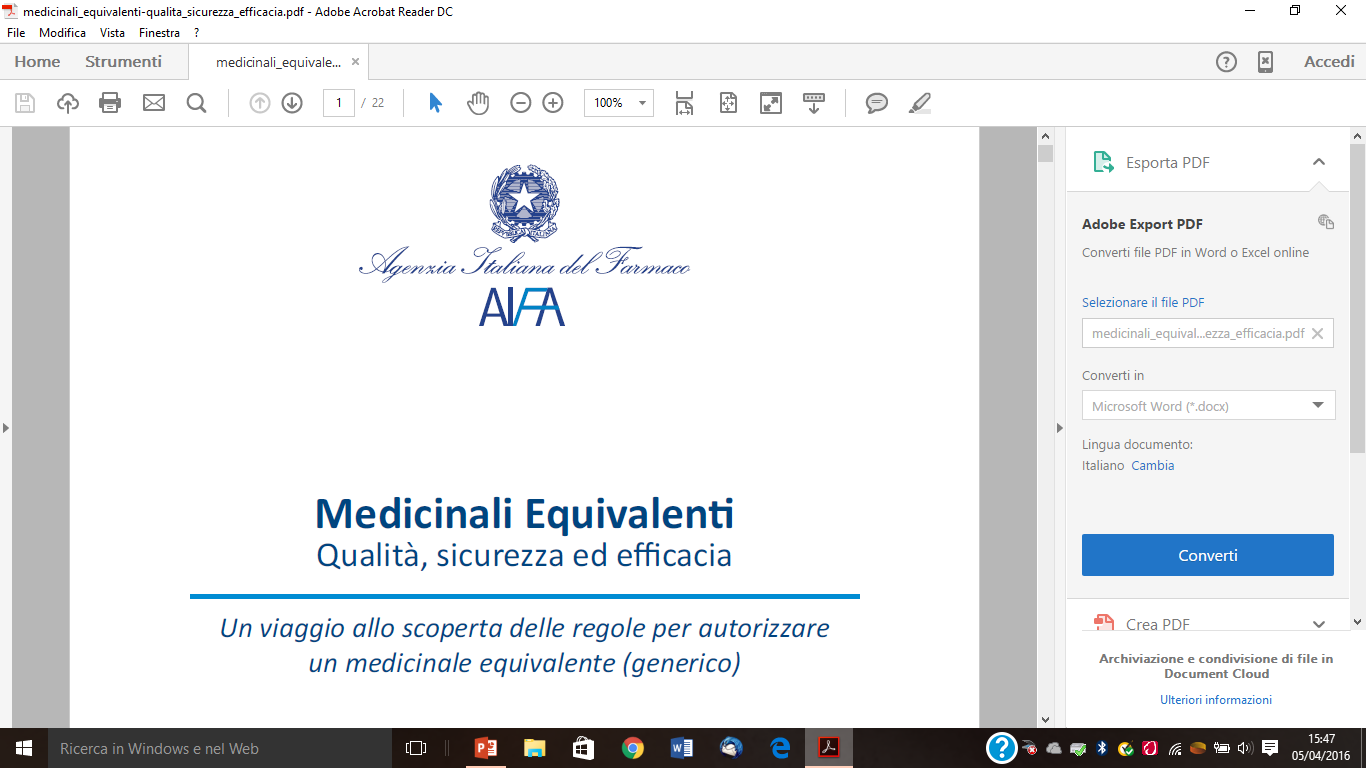 medicinali_equivalenti-qualita_sicurezza_efficacia.pdf - Adobe Acrobat Reader DC
File Modifica Vista Finestra ?
Home Strumenti medicinali_equivale... × Accedi
1 / 22 100%
REPVBBLICA ITALIANA
Agenzia Italiana del Farmaco
AIFA
Medicinali Equivalenti
Qualità, sicurezza ed efficacia
Un viaggio allo scoperta delle regole per autorizzare
un medicinale equivalente (generico)
Esporta PDF
Adobe Export PDF
Converti file PDF in Word o Excel online
Selezionare il file PDF
medicinali_equival...ezza_efficacia.pdf
Converti in
Microsoft Word (*.docx)
Lingua documento:
Italiano Cambia
Converti
Crea PDF
Archiviazione e condivisione di file in
Document Cloud
Ulteriori informazioni
Ricerca in Windows e nel Web
15:47
05/04/2016